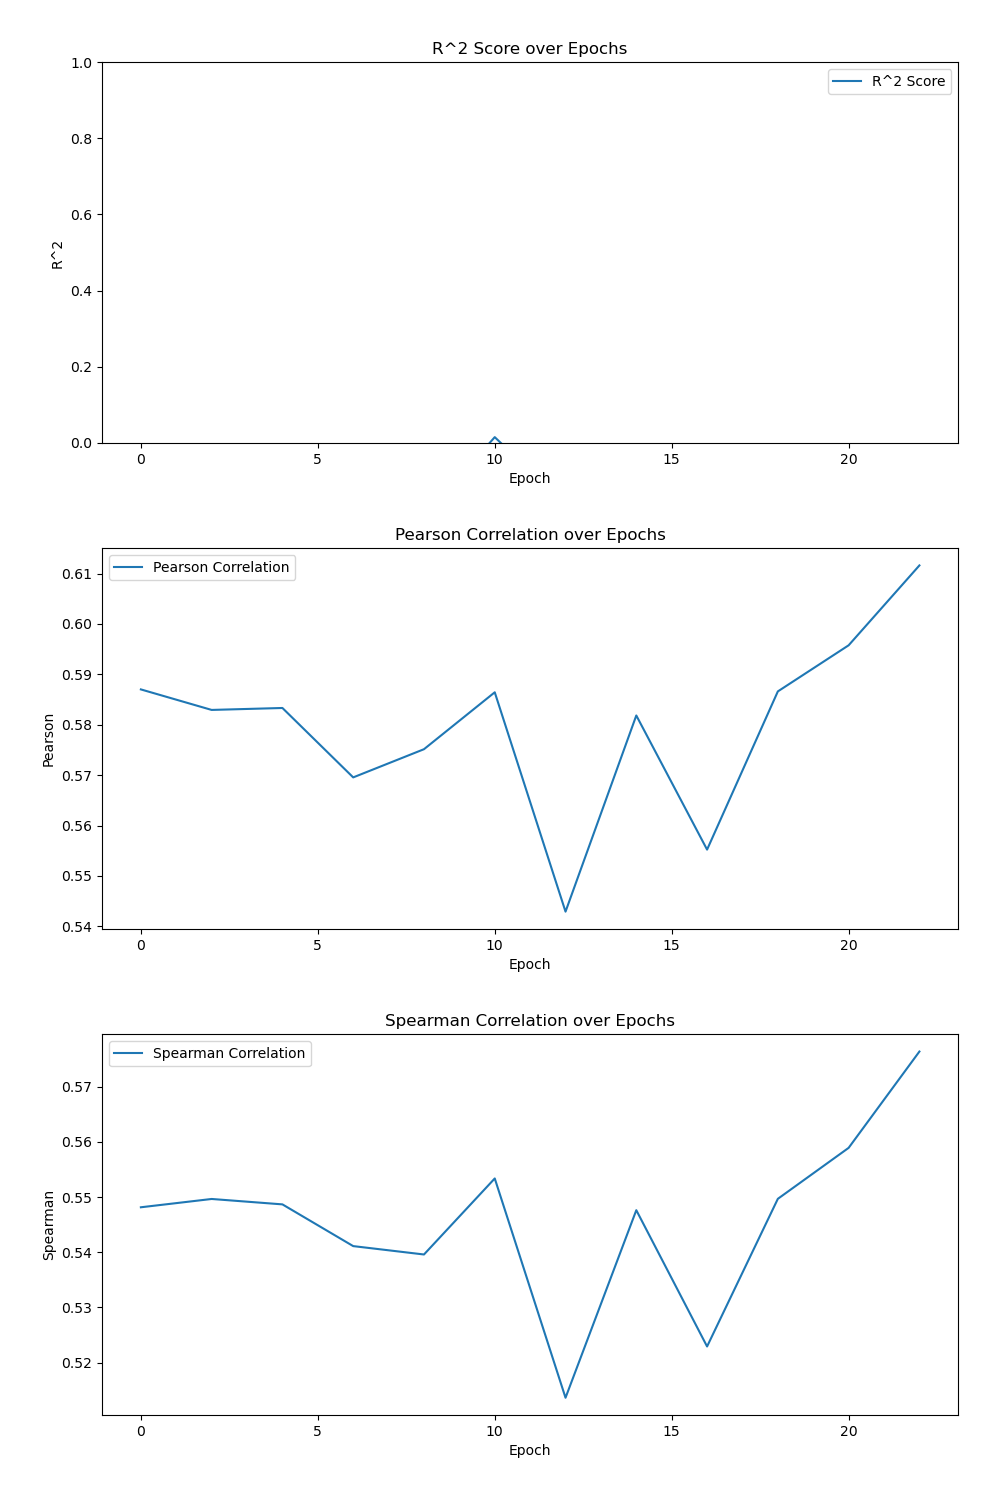 R^2 Score over Epochs
1.0
R^2 Score
0.8
0.6
R^2
0.4
0.2
0.0
0 5 10 15 20
Epoch
Pearson Correlation over Epochs
Pearson Correlation
0.61
0.60
0.59
0.58
Pearson
0.57
0.56
0.55
0.54
0 5 10 15 20
Epoch
Spearman Correlation over Epochs
Spearman Correlation
0.57
0.56
0.55
Spearman
0.54
0.53
0.52
0 5 10 15 20
Epoch